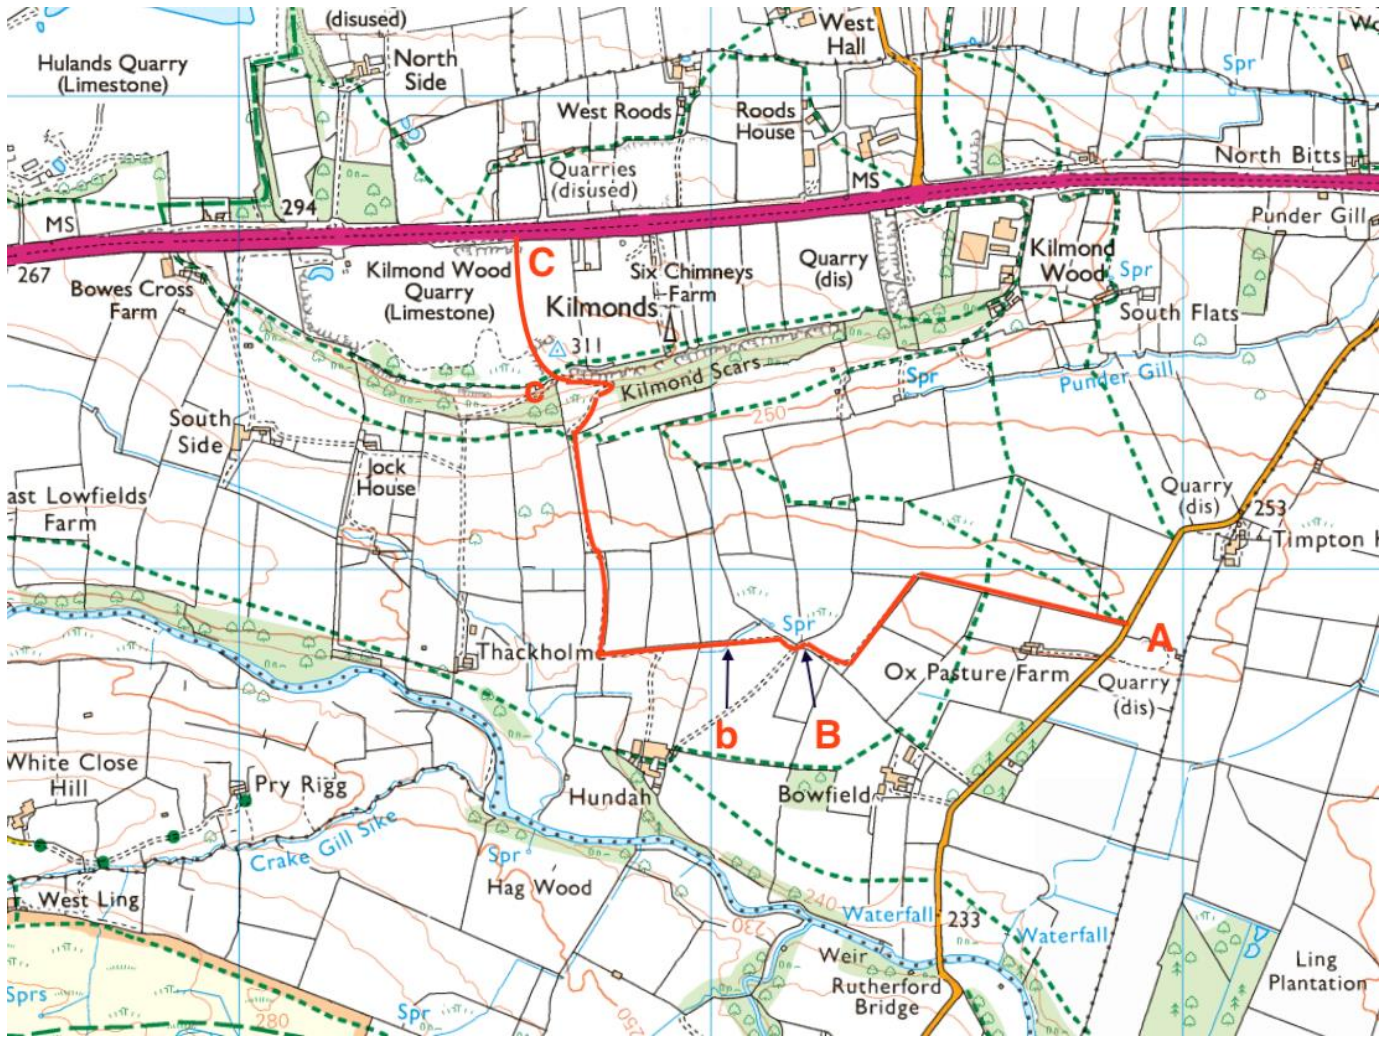 (disused)
Hulands Quarry
(Limestone)
North
Side
West
Hall
Spr
West Roods
Roods
House
North Bitts
Quarries
(disused)
MS
294
MS
267
Punder Gill
Bowes Cross
Farm
Kilmond Wood
Quarry
(Limestone)
C
Kilmonds
Six Chimneys
Farm
Quarry
(dis)
Kilmond
Wood
Spr
South Flats
311
c
Kilmond Scars
Spr
Punder Gill
250
South
Side
Jock
House
ast Lowfields
Farm
Quarry
(dis)
253
Timpton H
Thackholme
Spr
A
Ox Pasture Farm
Quarry
(dis)
b
B
White Close
Hill
Pry Rigg
Hundah
Bowfield
Crake Gill Sike
Spr
Hag Wood
West Ling
240
230
Waterfall
233
Waterfall
Weir
Rutherford
Bridge
Ling
Plantation
Sprs
280
Spr
250